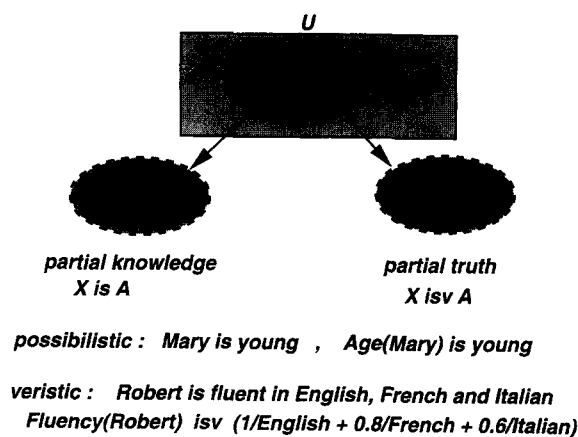 U
partial knowledge
X is A
partial truth
X isv A
possibilistic : Mary is young , Age(Mary) is young
veristic : Robert is fluent in English, French and Italian
Fluency(Robert) isv (1/English + 0.8/French + 0.6/Italian)